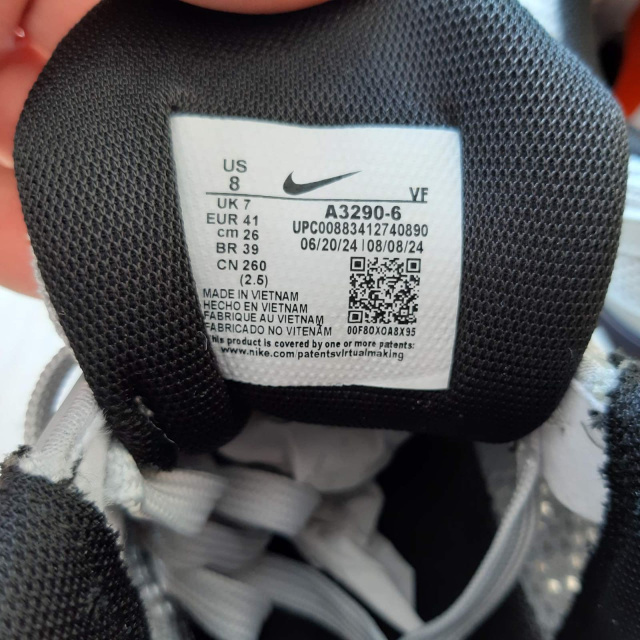 US
8
VF
UK 7
EUR 41
cm 26
BR 39
CN 260
(2.5)
A3290-6
UPC00883412740890
06/20/24 | 08/08/24
MADE IN VIETNAM
HECHO EN VIETNAM
FABRIQUE AU VIETNAM
FABRICADO NO VITENÃM
00F80X0A8X95
his product is covered by one or more patents:
www.nike.com/patentsvirtualmaking